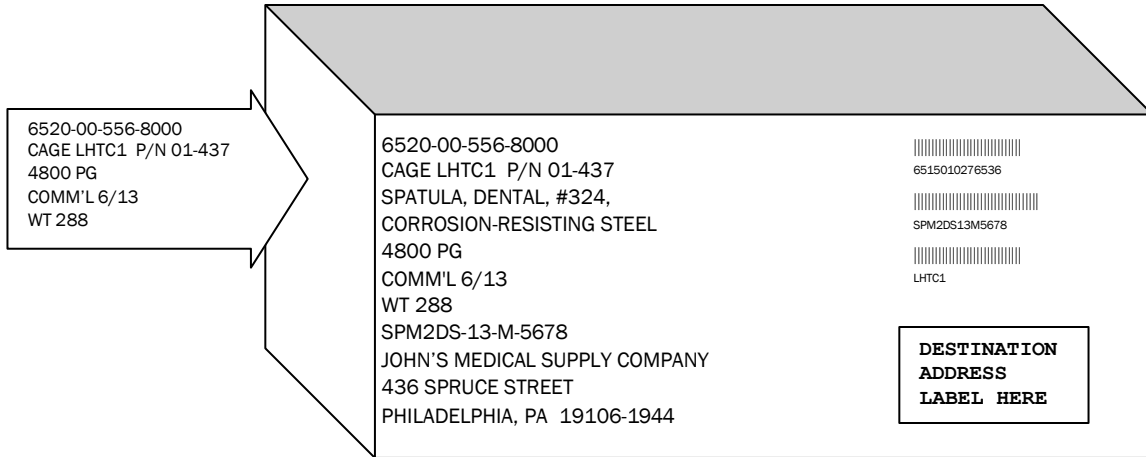 6520-00-556-8000
CAGE LHTC1  P/N 01-437
4800 PG
COMM'L 6/13
WT 288
6520-00-556-8000
CAGE LHTC1  P/N 01-437
SPATULA, DENTAL, #324,
CORROSION-RESISTING STEEL
4800 PG
COMM'L 6/13
WT 288
SPM2DS-13-M-5678
JOHN'S MEDICAL SUPPLY COMPANY
436 SPRUCE STREET
PHILADELPHIA, PA  19106-1944
6515010276536
SPM2DS13M5678
LHTC1
DESTINATION
ADDRESS
LABEL HERE